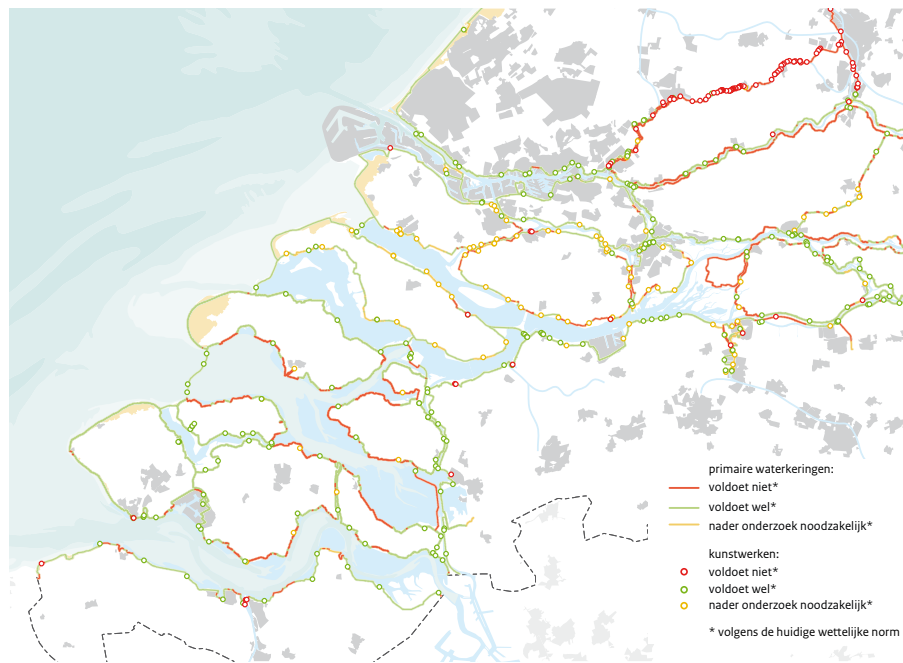 primaire waterkeringen:
voldoet niet*
voldoet wel*
nader onderzoek noodzakelijk*
kunstwerken:
voldoet niet*
voldoet wel*
nader onderzoek noodzakelijk*
* volgens de huidige wettelijke norm